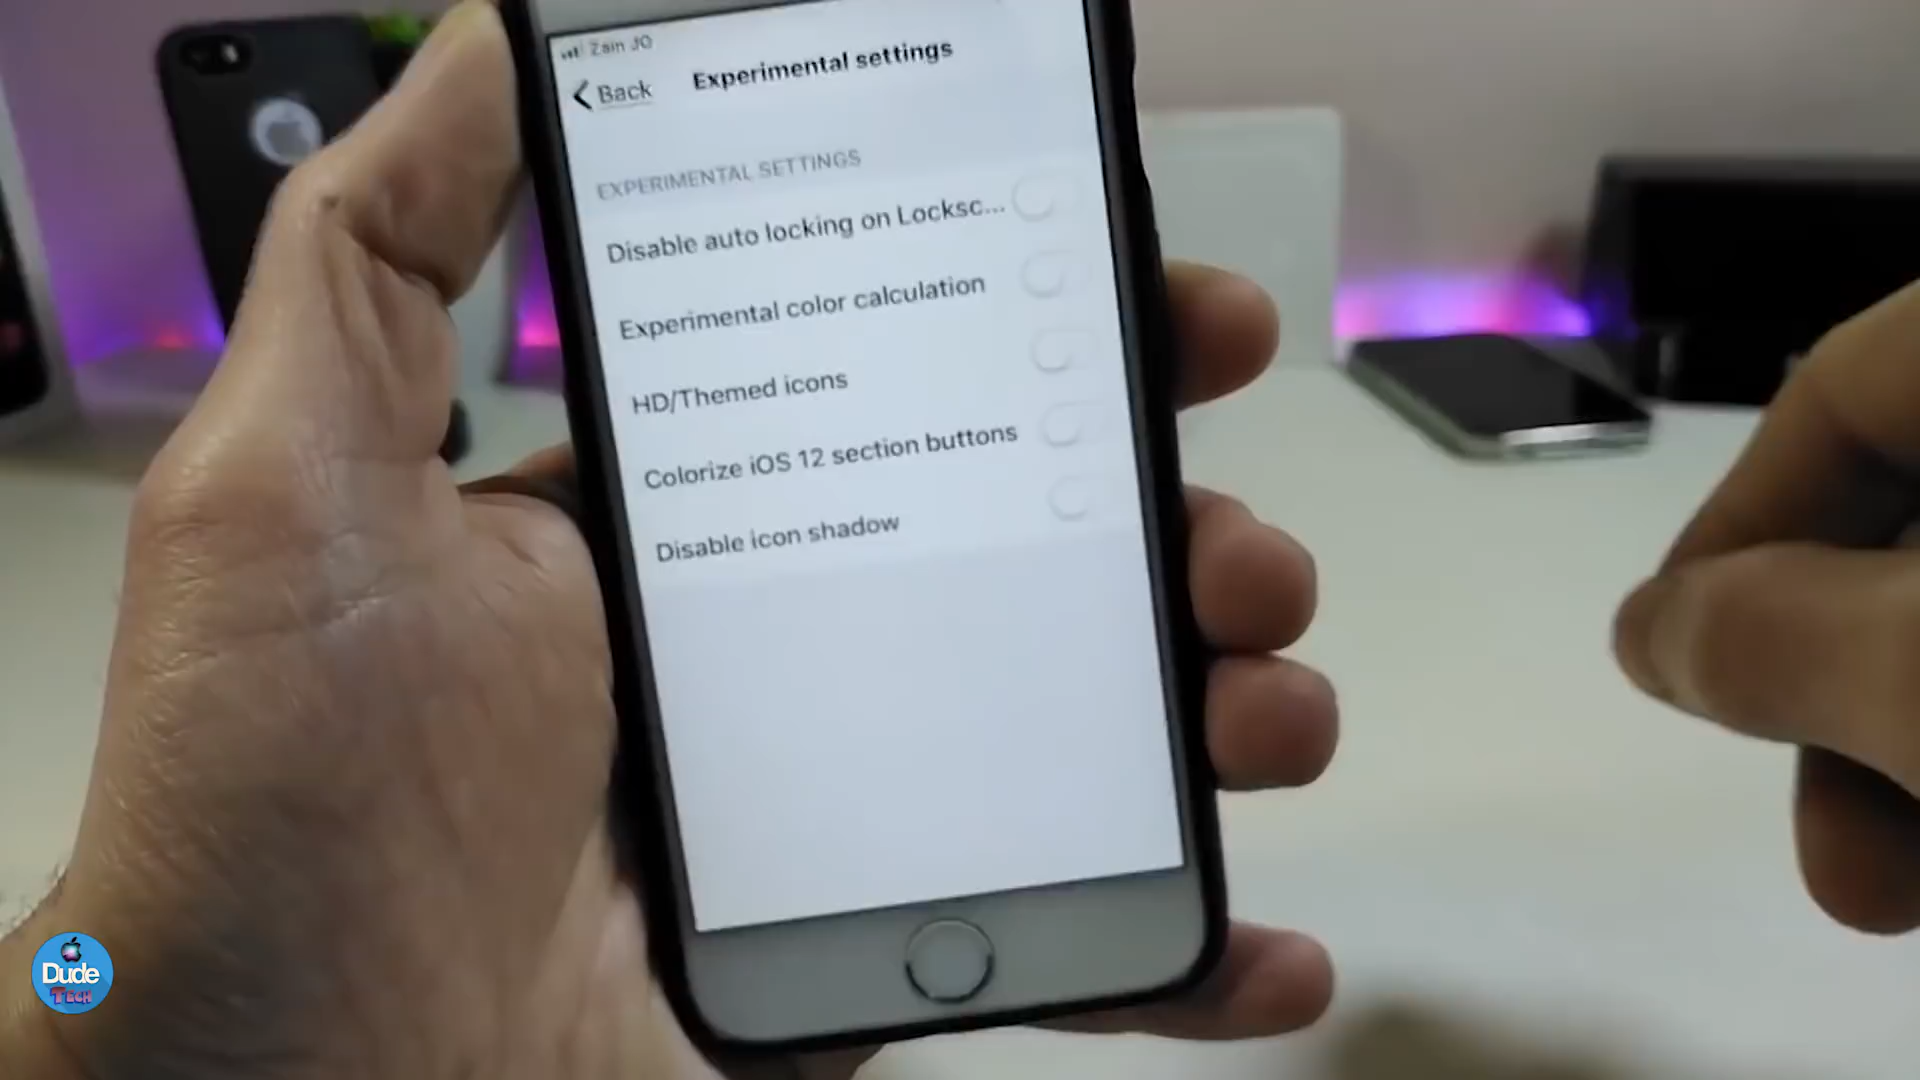 Zain JO
Back
Experimental settings
EXPERIMENTAL SETTINGS
Disable auto locking on Locksc...
Experimental color calculation
HD/Themed icons
Colorize iOS 12 section buttons
Disable icon shadow
Dude
TECH